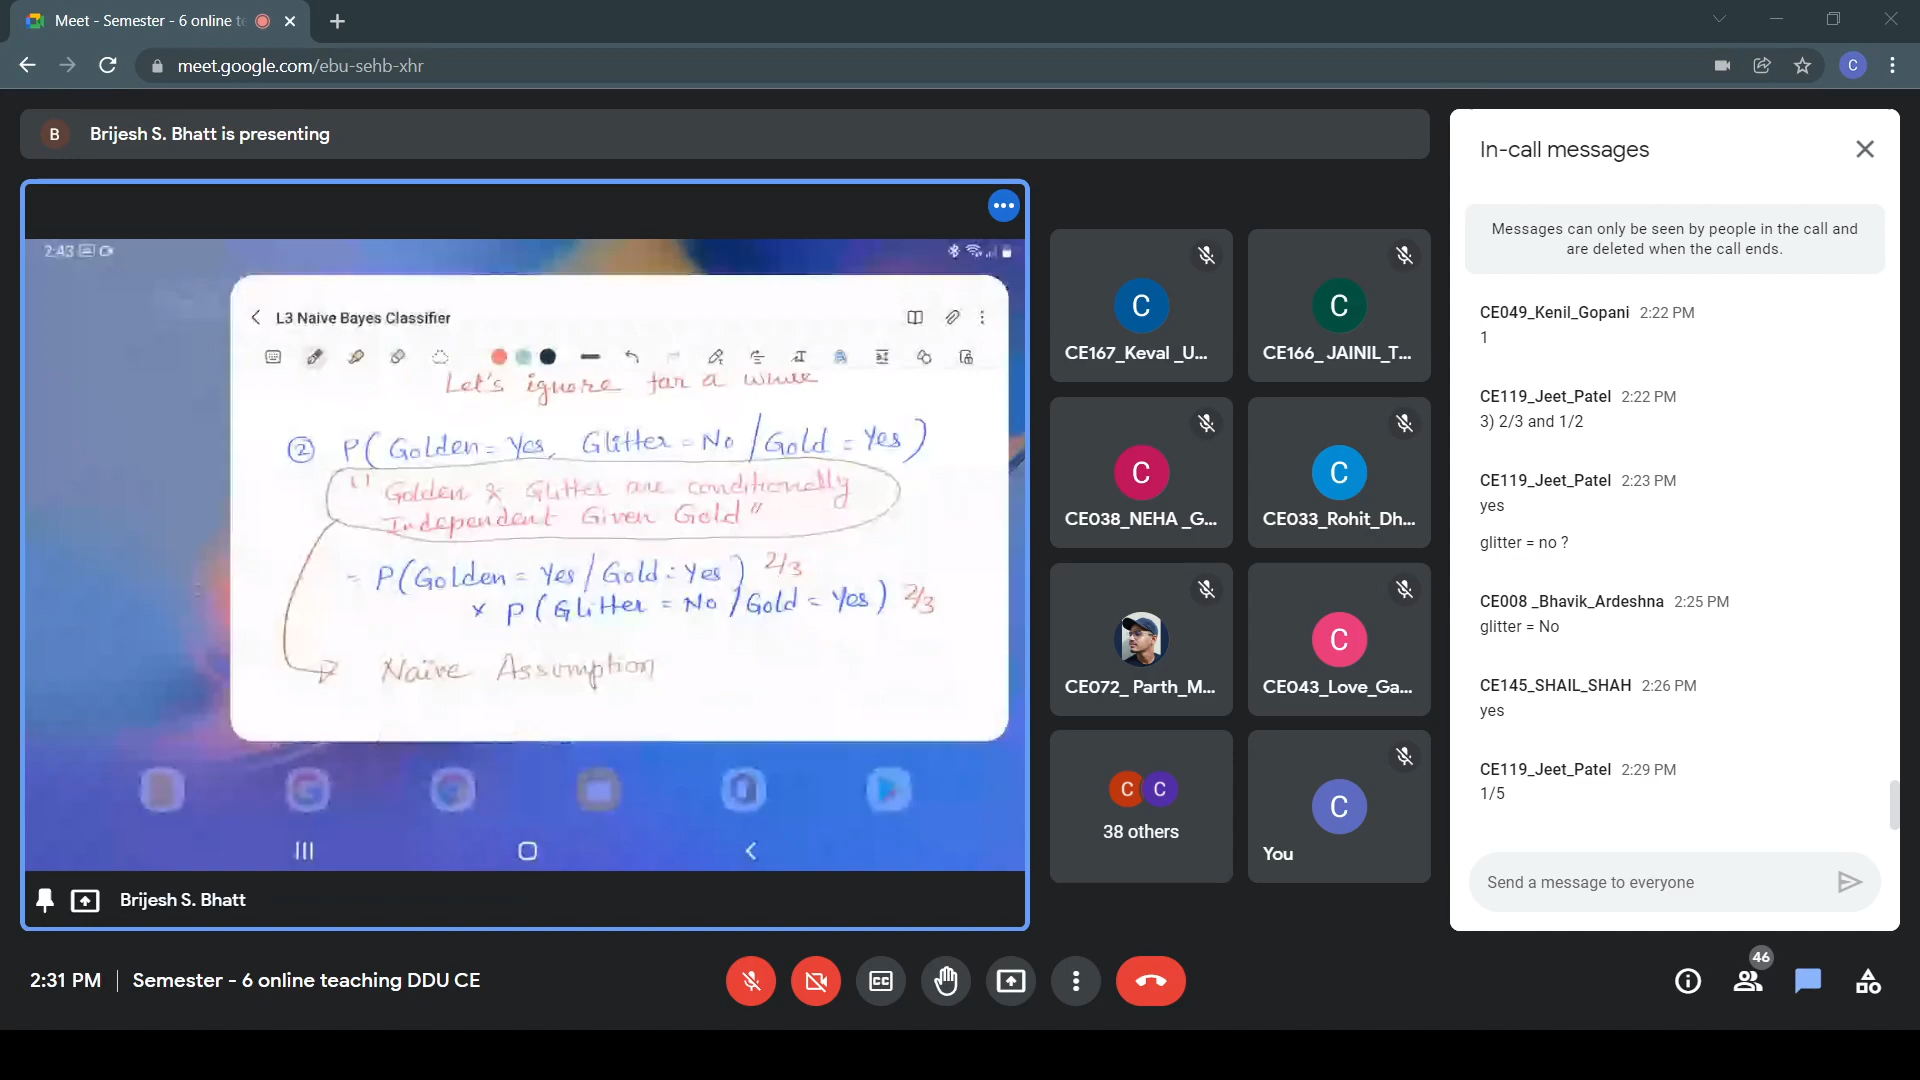 Meet - Semester - 6 online te
meet.google.com/ebu-sehb-xhr
C
B
Brijesh S. Bhatt is presenting
2:43
L3 Naive Bayes Classifier
Let's ignore for a while
② P(Golden = Yes, Glitter = No / Gold = Yes)
"Golden & Glitter are conditionally
Independent Given Gold"
= P(Golden = Yes / Gold = Yes) 2/3
x P(Glitter = No / Gold = Yes) 2/3
Naïve Assumption
Brijesh S. Bhatt
C
CE167_Keval _U...
C
CE166_ JAINIL_T...
C
CE038_NEHA _G...
C
CE033_Rohit_Dh...
CE072_ Parth_M...
C
CE043_Love_Ga...
C C
38 others
C
You
In-call messages
Messages can only be seen by people in the call and
are deleted when the call ends.
CE049_Kenil_Gopani 2:22 PM
1
CE119_Jeet_Patel 2:22 PM
3) 2/3 and 1/2
CE119_Jeet_Patel 2:23 PM
yes
glitter = no ?
CE008 _Bhavik_Ardeshna 2:25 PM
glitter = No
CE145_SHAIL_SHAH 2:26 PM
yes
CE119_Jeet_Patel 2:29 PM
1/5
Send a message to everyone
2:31 PM | Semester - 6 online teaching DDU CE
CC
46